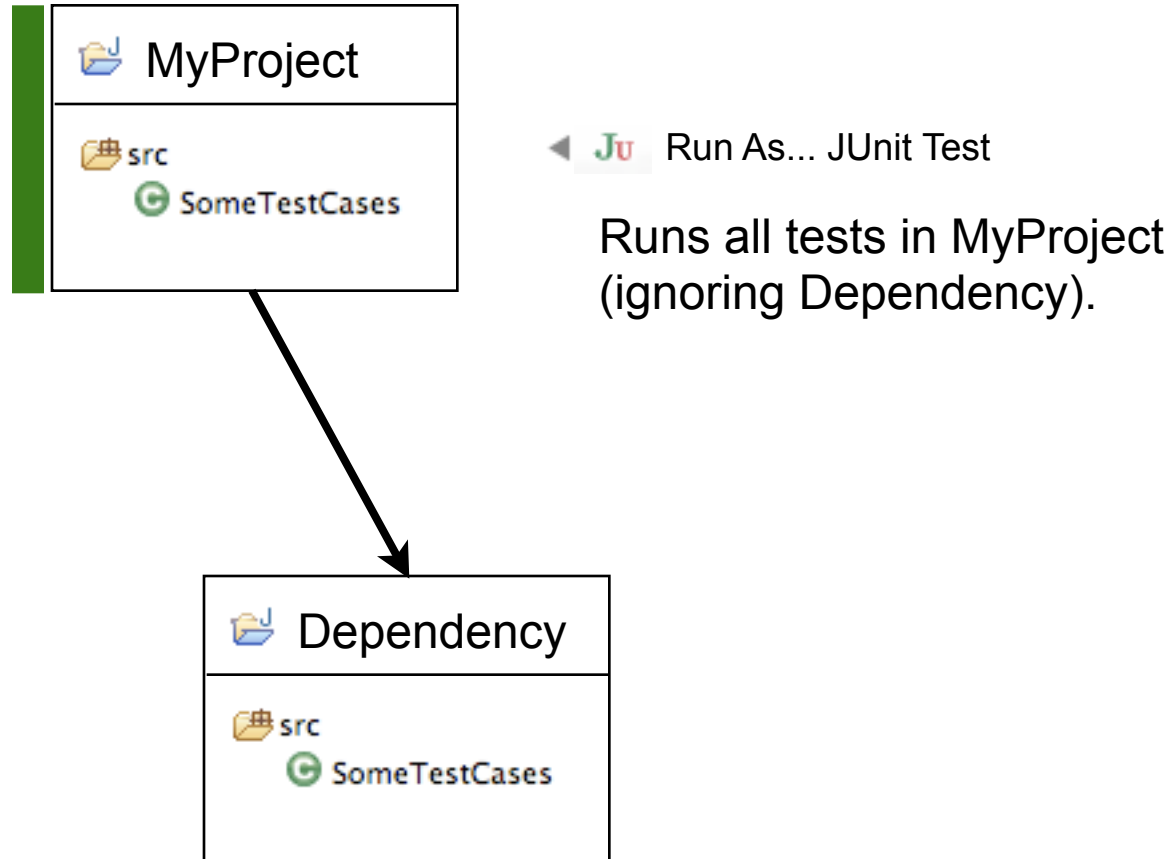 MyProject
src
SomeTestCases
JU Run As... JUnit Test
Runs all tests in MyProject
(ignoring Dependency).
Dependency
src
SomeTestCases